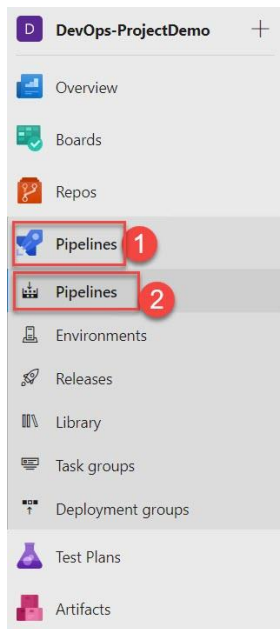 D DevOps-ProjectDemo +
Overview
Boards
Repos
Pipelines 1
Pipelines 2
Environments
Releases
Library
Task groups
Deployment groups
Test Plans
Artifacts